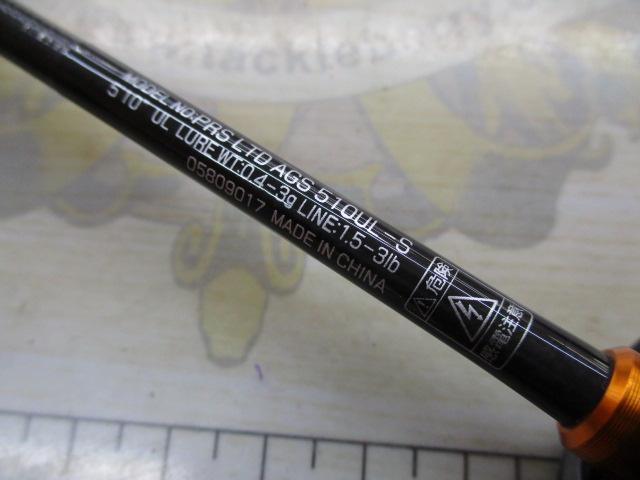 MODEL NO:PRS LTD AGS 510UL-S
510" UL LURE WT:0.4-3g LINE:1.5-3lb
05809017 MADE IN CHINA
危険
感電注意
tackle